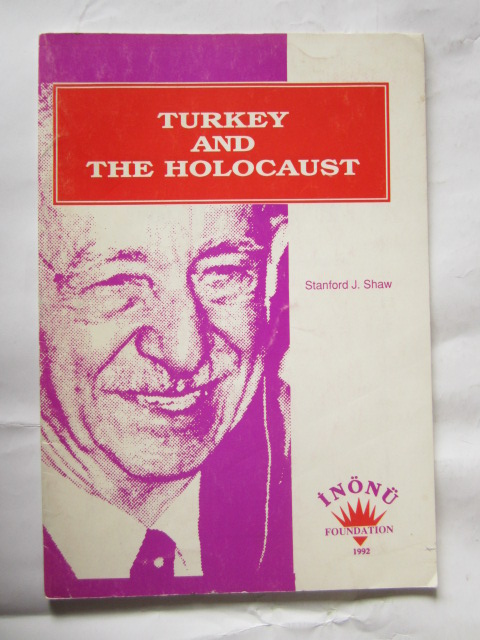 TURKEY
AND
THE HOLOCAUST
Stanford J. Shaw
İNÖNÜ
FOUNDATION
1992